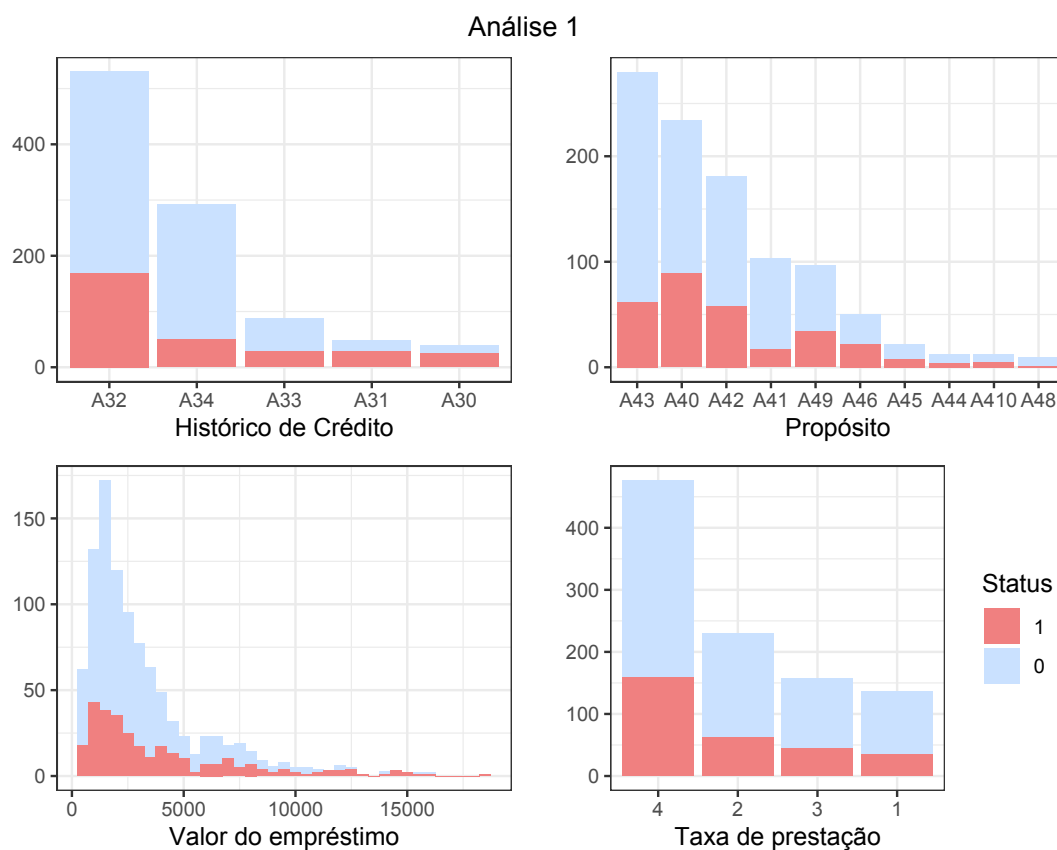 Análise 1
400
200
0
A32 A34 A33 A31 A30
Histórico de Crédito
200
100
0
A43 A40 A42 A41 A49 A46 A45 A44 A410 A48
Propósito
150
100
50
0
0 5000 10000 15000
Valor do empréstimo
400
300
200
100
0
4 2 3 1
Taxa de prestação
Status
1
0